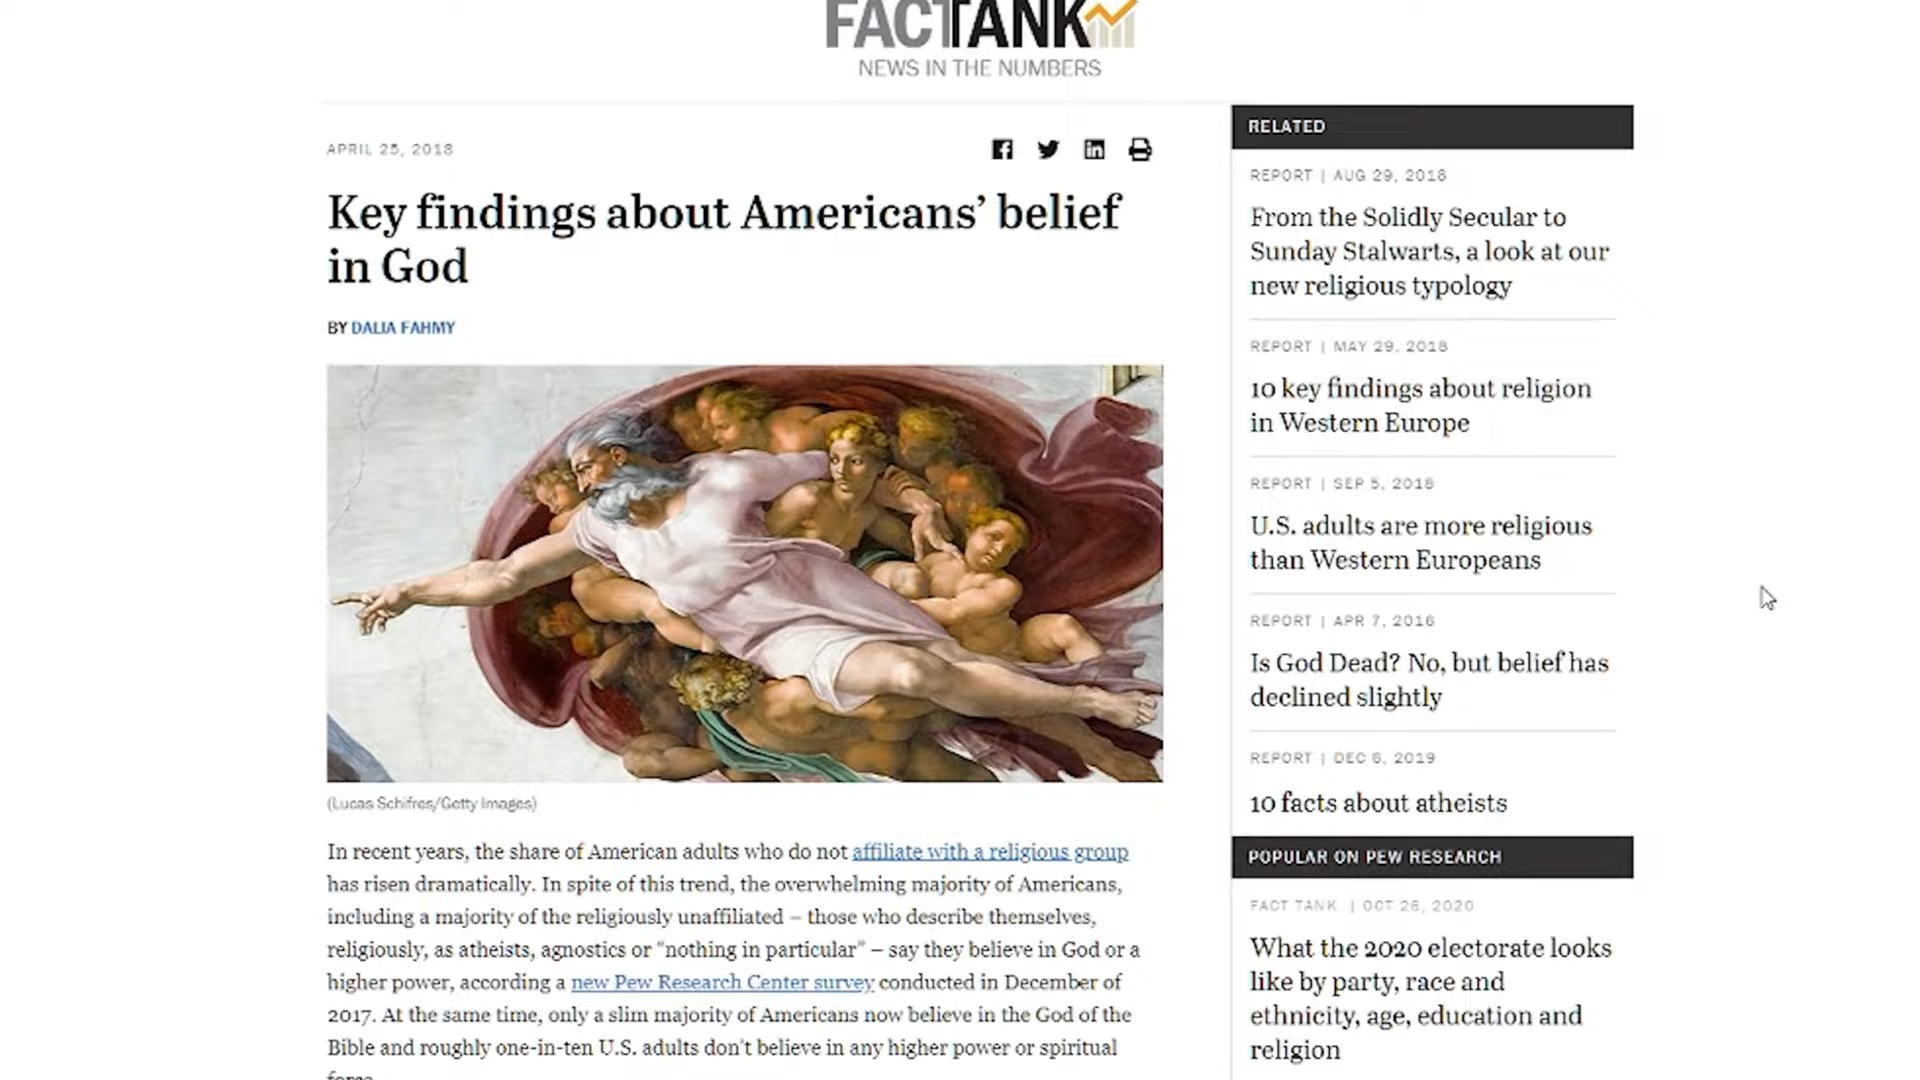 FACTANK
NEWS IN THE NUMBERS
APRIL 25, 2018
Key findings about Americans’ belief
in God
BY DALIA FAHMY
(Lucas Schifres/Getty Images)
In recent years, the share of American adults who do not affiliate with a religious group
has risen dramatically. In spite of this trend, the overwhelming majority of Americans,
including a majority of the religiously unaffiliated – those who describe themselves,
religiously, as atheists, agnostics or “nothing in particular” – say they believe in God or a
higher power, according a new Pew Research Center survey conducted in December of
2017. At the same time, only a slim majority of Americans now believe in the God of the
Bible and roughly one-in-ten U.S. adults don’t believe in any higher power or spiritual
RELATED
REPORT | AUG 29, 2018
From the Solidly Secular to
Sunday Stalwarts, a look at our
new religious typology
REPORT | MAY 29, 2018
10 key findings about religion
in Western Europe
REPORT | SEP 5, 2018
U.S. adults are more religious
than Western Europeans
REPORT | APR 7, 2016
Is God Dead? No, but belief has
declined slightly
REPORT | DEC 6, 2019
10 facts about atheists
POPULAR ON PEW RESEARCH
FACT TANK | OCT 26, 2020
What the 2020 electorate looks
like by party, race and
ethnicity, age, education and
religion